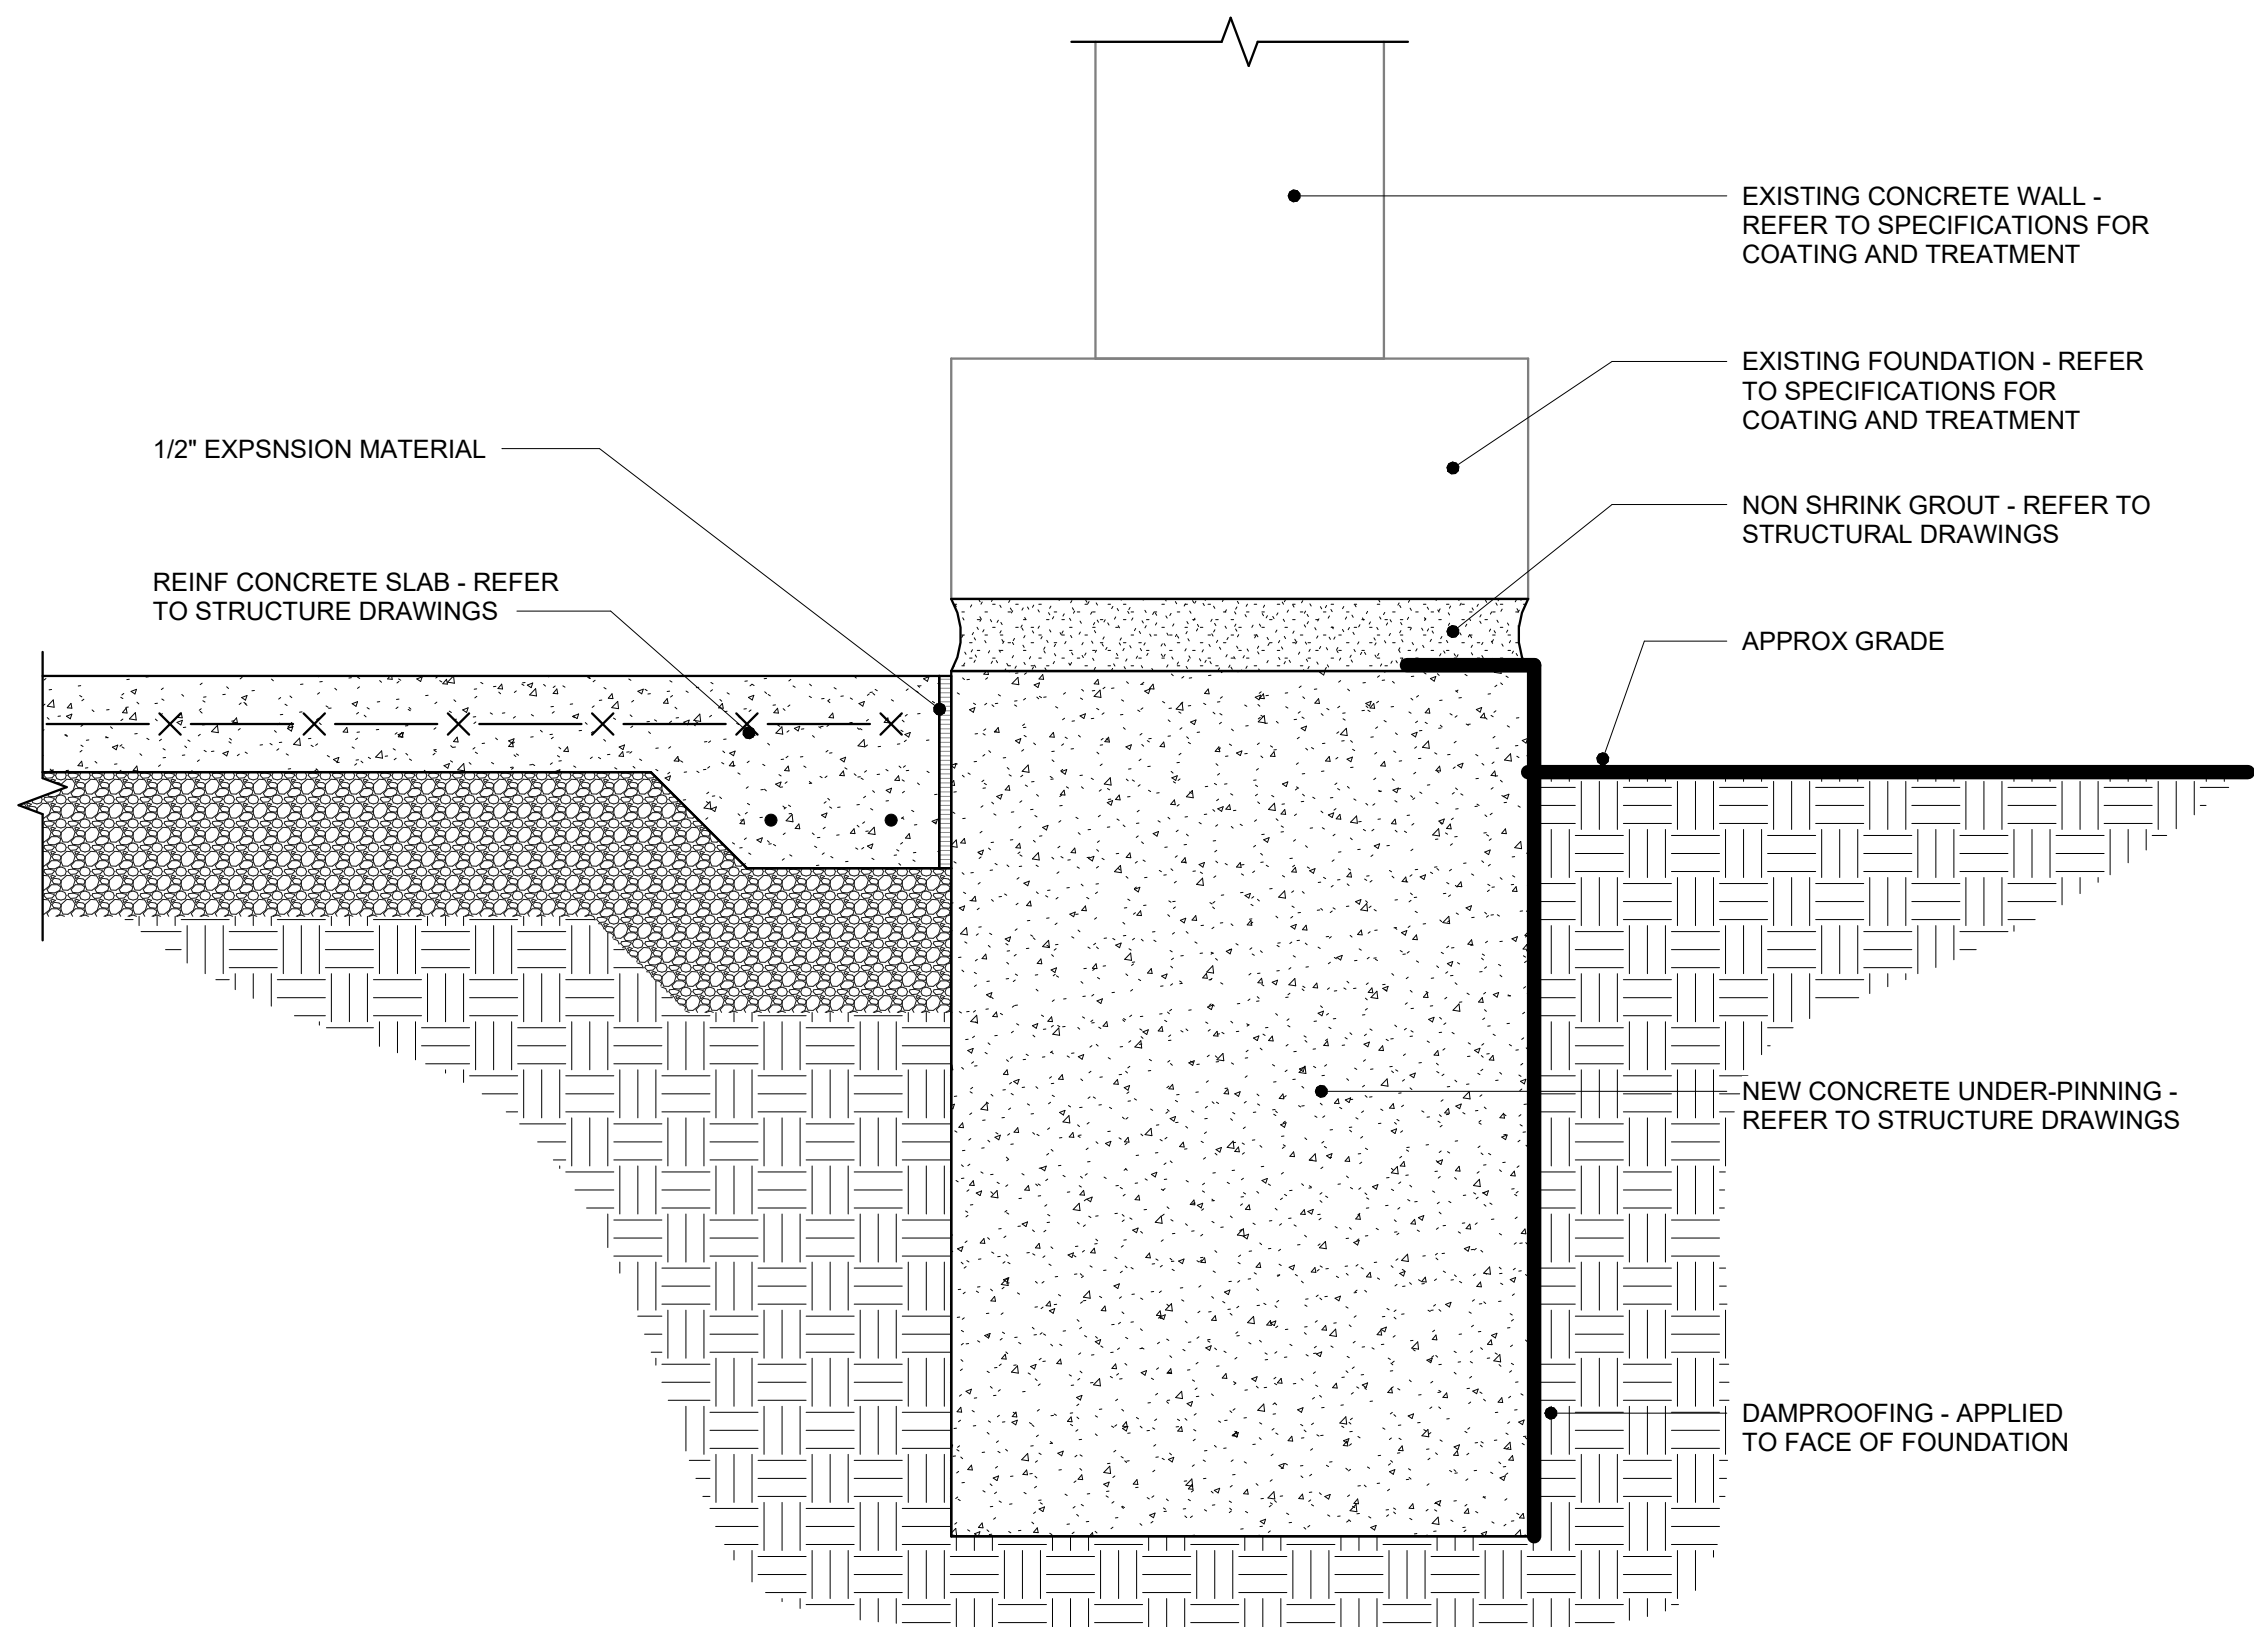 EXISTING CONCRETE WALL -
REFER TO SPECIFICATIONS FOR
COATING AND TREATMENT
EXISTING FOUNDATION - REFER
TO SPECIFICATIONS FOR
COATING AND TREATMENT
1/2" EXPSNSION MATERIAL
NON SHRINK GROUT - REFER TO
STRUCTURAL DRAWINGS
REINF CONCRETE SLAB - REFER
TO STRUCTURE DRAWINGS
APPROX GRADE
NEW CONCRETE UNDER-PINNING -
REFER TO STRUCTURE DRAWINGS
DAMPROOFING - APPLIED
TO FACE OF FOUNDATION